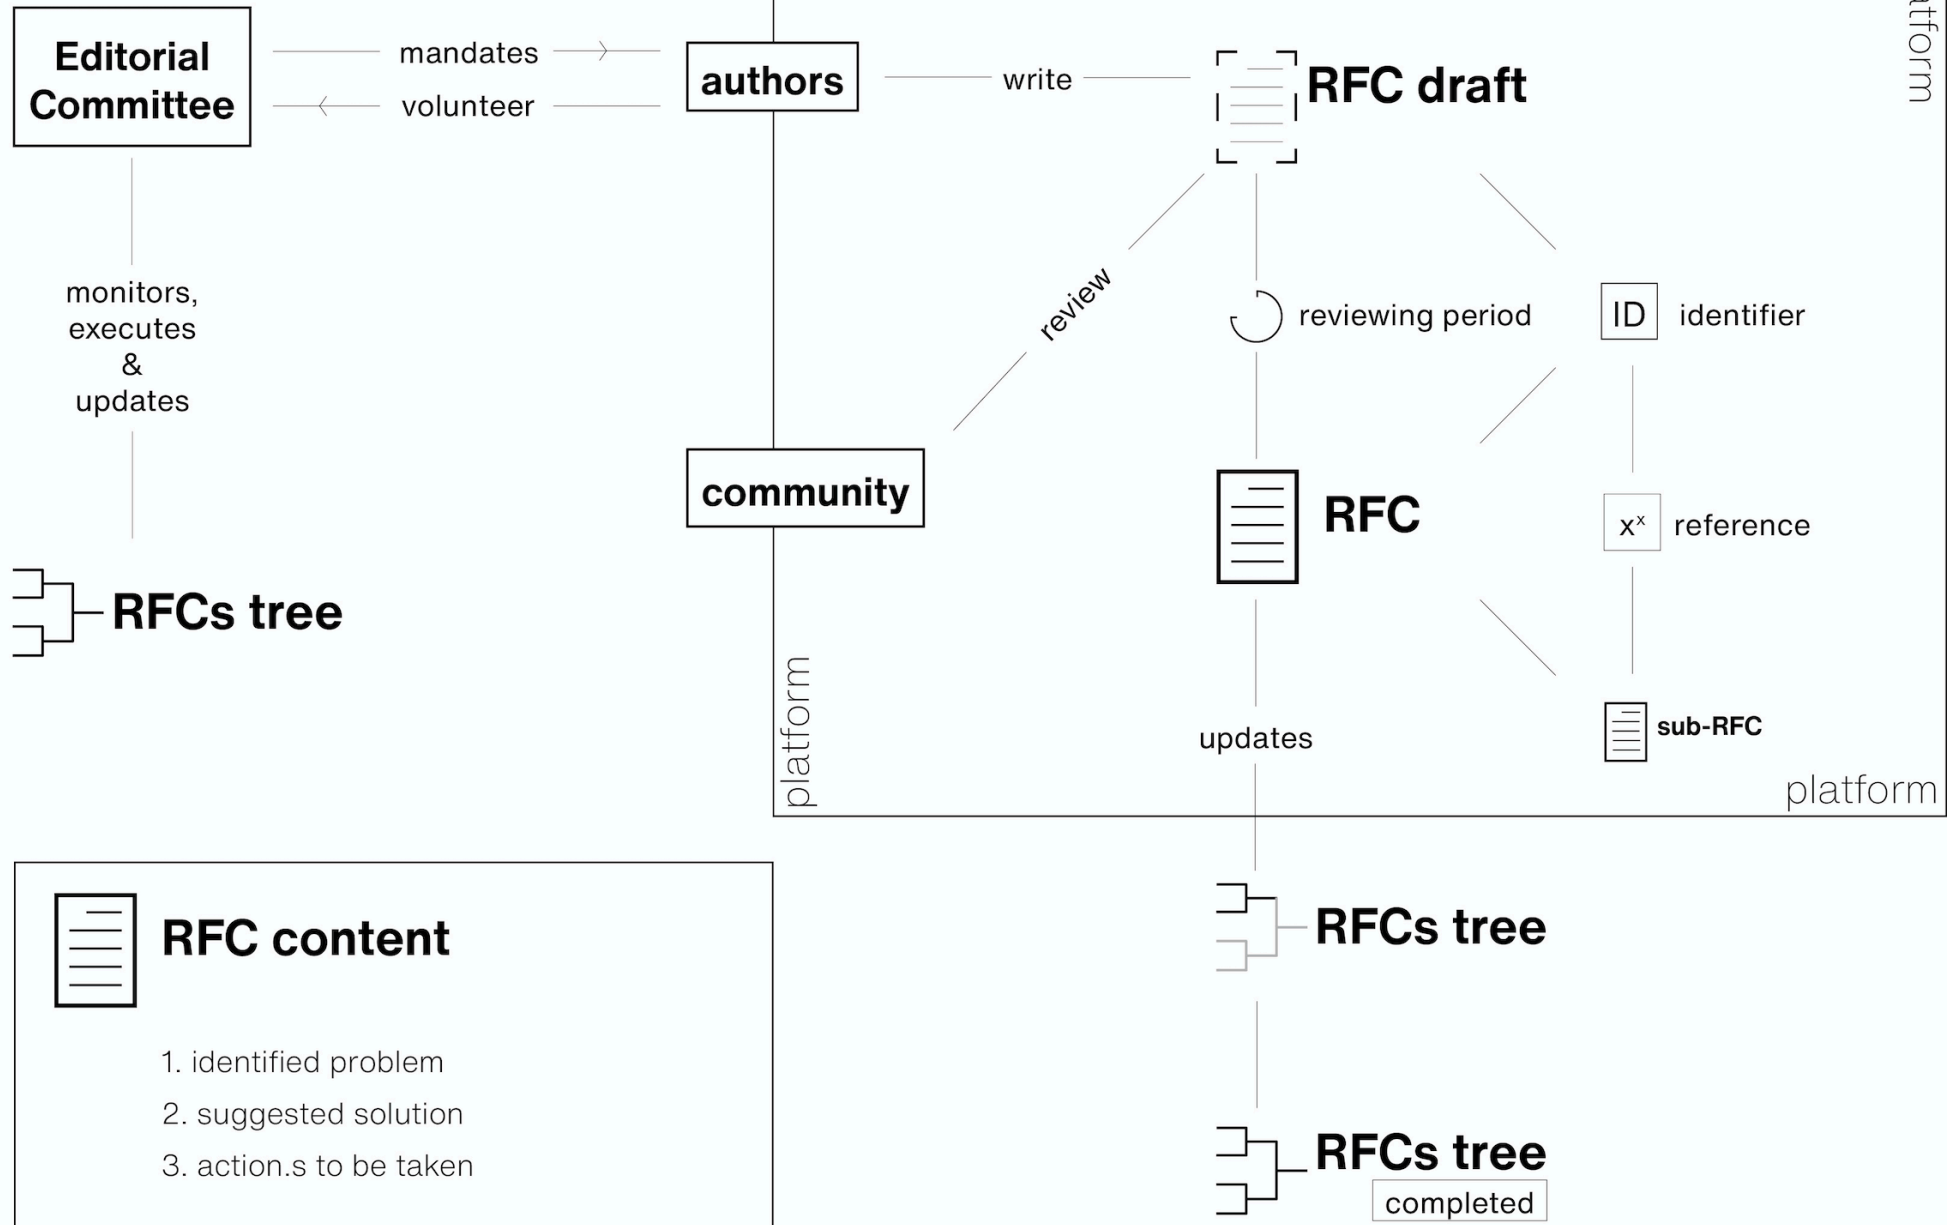 Editorial
Committee
mandates
volunteer
authors
write
RFC draft
monitors,
executes
&
updates
review
reviewing period
ID
identifier
community
RFC
xˣ
reference
RFCs tree
platform
updates
sub-RFC
platform
RFC content
1. identified problem
2. suggested solution
3. action.s to be taken
RFCs tree
RFCs tree
completed